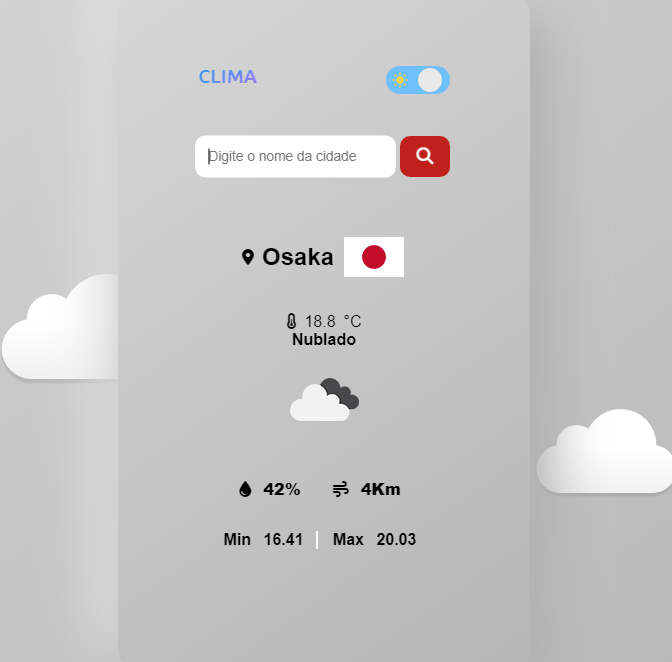 CLIMA
Digite o nome da cidade
Osaka
18.8 °C
Nublado
42% 4Km
Min 16.41 Max 20.03